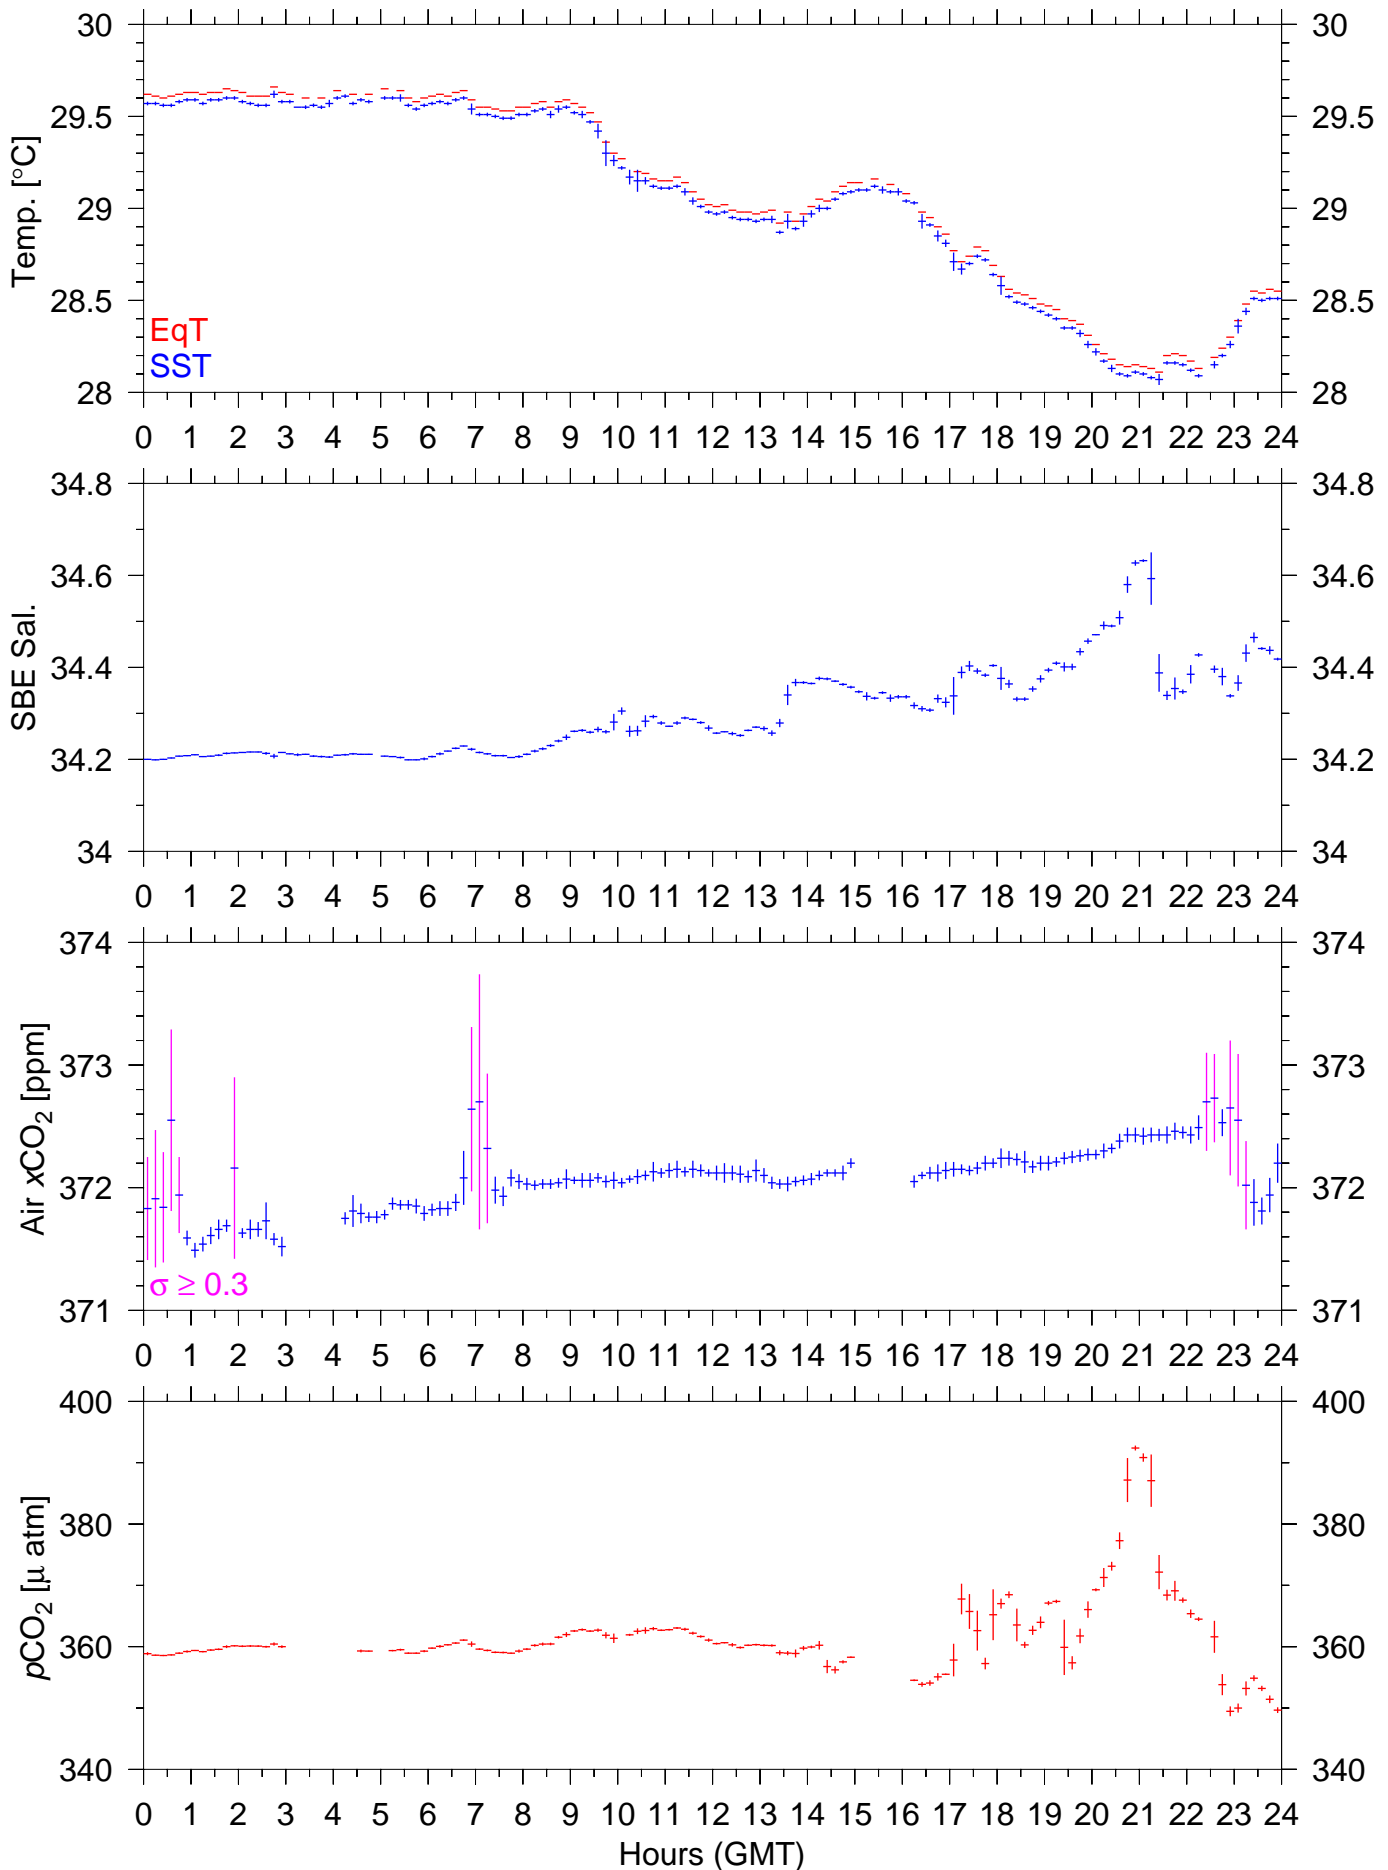 30 30
29.5 29.5
29 29
28.5 28.5
28 28
Temp. [°C]
EqT
SST
0 1 2 3 4 5 6 7 8 9 10 11 12 13 14 15 16 17 18 19 20 21 22 23 24
34.8 34.8
34.6 34.6
34.4 34.4
34.2 34.2
34 34
SBE Sal.
0 1 2 3 4 5 6 7 8 9 10 11 12 13 14 15 16 17 18 19 20 21 22 23 24
374 374
373 373
372 372
371 371
Air xCO₂ [ppm]
σ ≥ 0.3
0 1 2 3 4 5 6 7 8 9 10 11 12 13 14 15 16 17 18 19 20 21 22 23 24
400 400
380 380
360 360
340 340
pCO₂ [μ atm]
0 1 2 3 4 5 6 7 8 9 10 11 12 13 14 15 16 17 18 19 20 21 22 23 24
Hours (GMT)